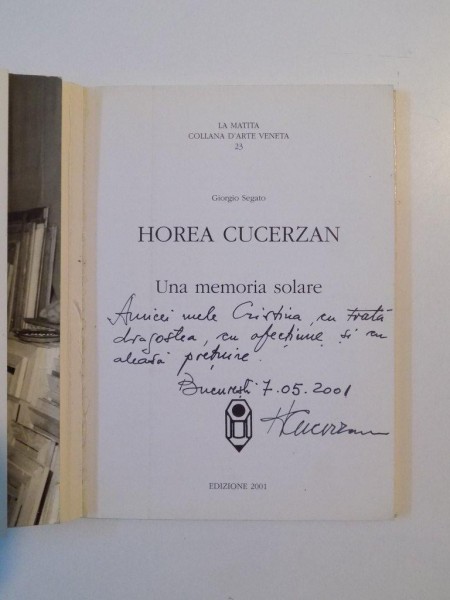 LA MATITA
COLLANA D'ARTE VENETA
23
Giorgio Segato
HOREA CUCERZAN
Una memoria solare
Amicei mele Cristina, cu toată
dragostea, cu afecțiune și cu
aleasă prețuire.
București 7.05.2001
HCucerzan
EDIZIONE 2001